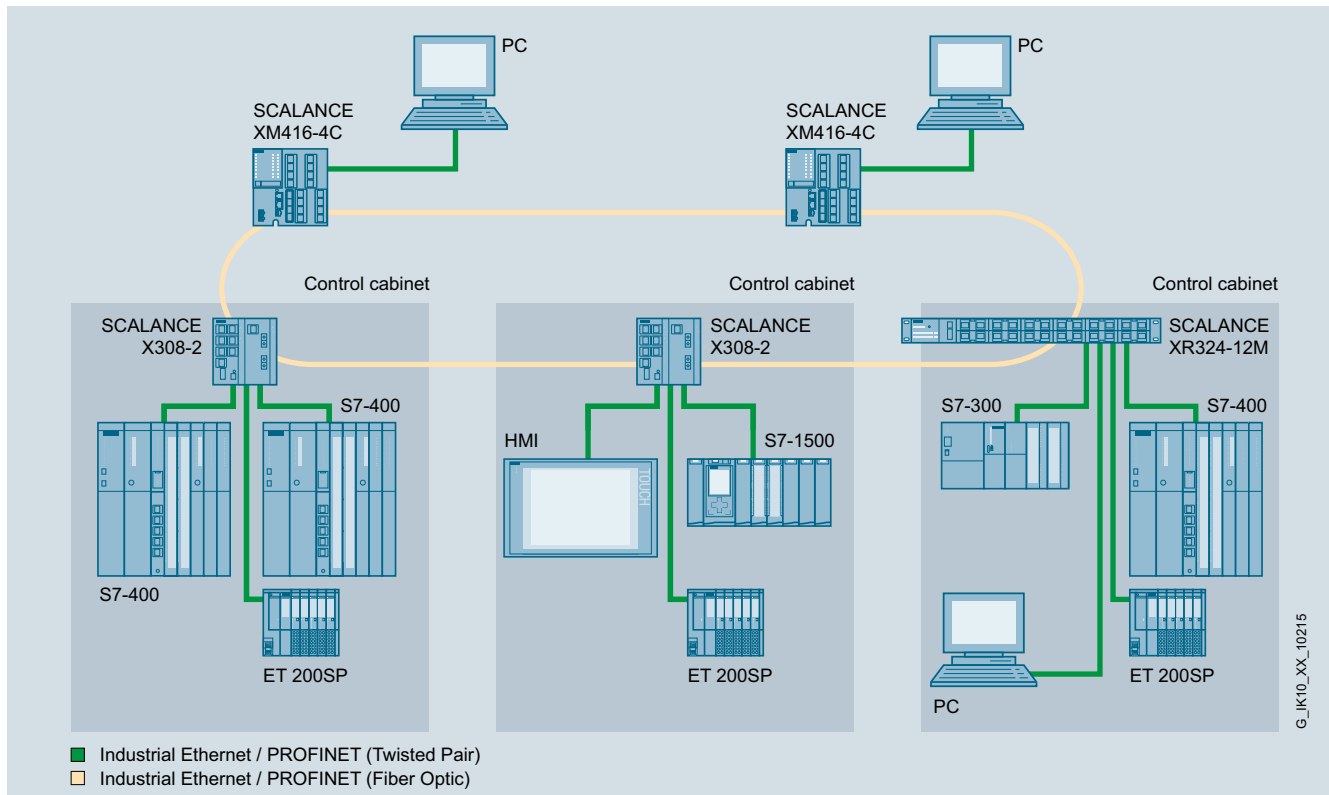 PC
PC
SCALANCE
XM416-4C
SCALANCE
XM416-4C
Control cabinet
Control cabinet
Control cabinet
SCALANCE
X308-2
SCALANCE
X308-2
SCALANCE
XR324-12M
S7-400
HMI
S7-1500
S7-300
S7-400
TOUCH
S7-400
ET 200SP
ET 200SP
PC
ET 200SP
G_IK10_XX_10215
Industrial Ethernet / PROFINET (Twisted Pair)
Industrial Ethernet / PROFINET (Fiber Optic)